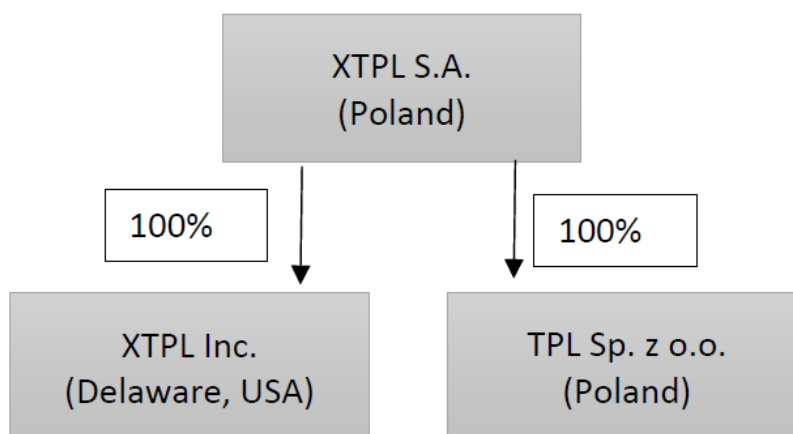 XTPL S.A.
(Poland)
100%
100%
XTPL Inc.
(Delaware, USA)
TPL Sp. z o.o.
(Poland)